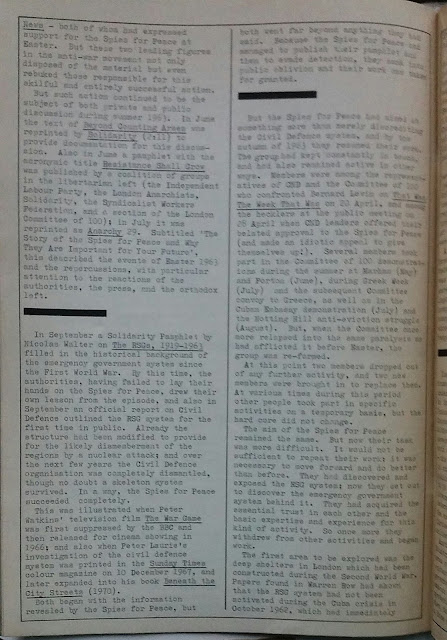 News - both of whom had expressed
support for the Spies for Peace at
Easter. But these two leading figures
in the anti-war movement not only
disposed of the material but even
rebuked those responsible for this
skilful and entirely successful action.
But such action continued to be the
subject of both private and public
discussion during summer 1963. In June
the text of Beyond Counting Arses was
reprinted by Solidarity (II,11) to
provide documentation for this discus-
sion. Also in June a pamphlet with the
acronymic title Resistance Shall Grow
was published by a coalition of groups
in the libertarian left (the Independent
Labour Party, the London Anarchists,
Solidarity, the Syndicalist Workers
Federation, and a section of the London
Committee of 100); in July it was
reprinted as Anarchy 29. Subtitled 'The
Story of the Spies for Peace and Why
They Are Important for Your Future',
this described the events of Easter 1963
and the repercussions, with particular
attention to the reactions of the
authorities, the press, and the orthodox
left.
In September a Solidarity Pamphlet by
Nicolas Walter on The RSGs, 1919-1963
filled in the historical background of
the emergency government system since
the First World War. By this time, the
authorities, having failed to lay their
hands on the Spies for Peace, drew their
own lesson from the episode, and also in
September an official report on Civil
Defence outlined the RSG system for the
first time in public. Already the
structure had been modified to provide
for the likely dismemberment of the
regions by a nuclear attack; and over
the next few years the Civil Defence
organisation was completely dismantled,
though no doubt a skeleton system
survived. In a way, the Spies for Peace
succeeded completely.
This was illustrated when Peter
Watkins' television film The War Game
was first suppressed by the BBC and
then released for cinema showing in
1966; and also when Peter Laurie's
investigation of the civil defence
system was printed in the Sunday Times
colour magazine on 10 December 1967, and
later expanded into his book Beneath the
City Streets (1970).
Both began with the information
revealed by the Spies for Peace, but
both went far beyond anything they had
said. Because the Spies for Peace had
managed to publish their pamphlet and
then to evade detection, they sank into
public oblivion and their work was taken
for granted.
But the Spies for Peace had aimed at
something more than merely discrediting
the Civil Defence system, and by the
autumn of 1963 they resumed their work.
The group had kept constantly in touch,
and had also remained active in other
ways. Members were among the represent-
atives of CND and the Committee of 100
who confronted Bernard Levin on That Was
The Week That Was on 20 April, and among
the hecklers at the public meeting on
28 April when CND leaders offered their
belated approval to the Spies for Peace
(and made an idiotic appeal to give
themselves up!). Several members took
part in the Committee of 100 demonstrat-
ions during the summer at Marham (May)
and Porton (June), during Greek Week
(July) and the subsequent Committee
convoy to Greece, as well as in the
Cuban Embassy demonstration (July) and
the Notting Hill anti-eviction struggle
(August). But, when the Committee once
more relapsed into the same paralysis as
had afflicted it before Easter, the
group was re-formed.
At this point two members dropped out
of any further activity, and two new
members were brought in to replace them.
At various times during this period
other people took part in specific
activities on a temporary basis, but the
hard core did not change.
The aim of the Spies for Peace
remained the same. But now their task
was more difficult. It would not be
sufficient to repeat their work; it was
necessary to move forward and do better
than before. They had discovered and
exposed the RSG system; now they set out
to discover the emergency government
system behind it. They had acquired the
essential trust in each other and the
basic expertise and experience for this
kind of activity. So once more they
withdrew from other activities and began
work.
The first area to be explored was the
deep shelters in London which had been
constructed during the Second World War.
Papers found in Warren Row had shown
that the RSG system had not been
activated during the Cuba crisis in
October 1962, which had immediately